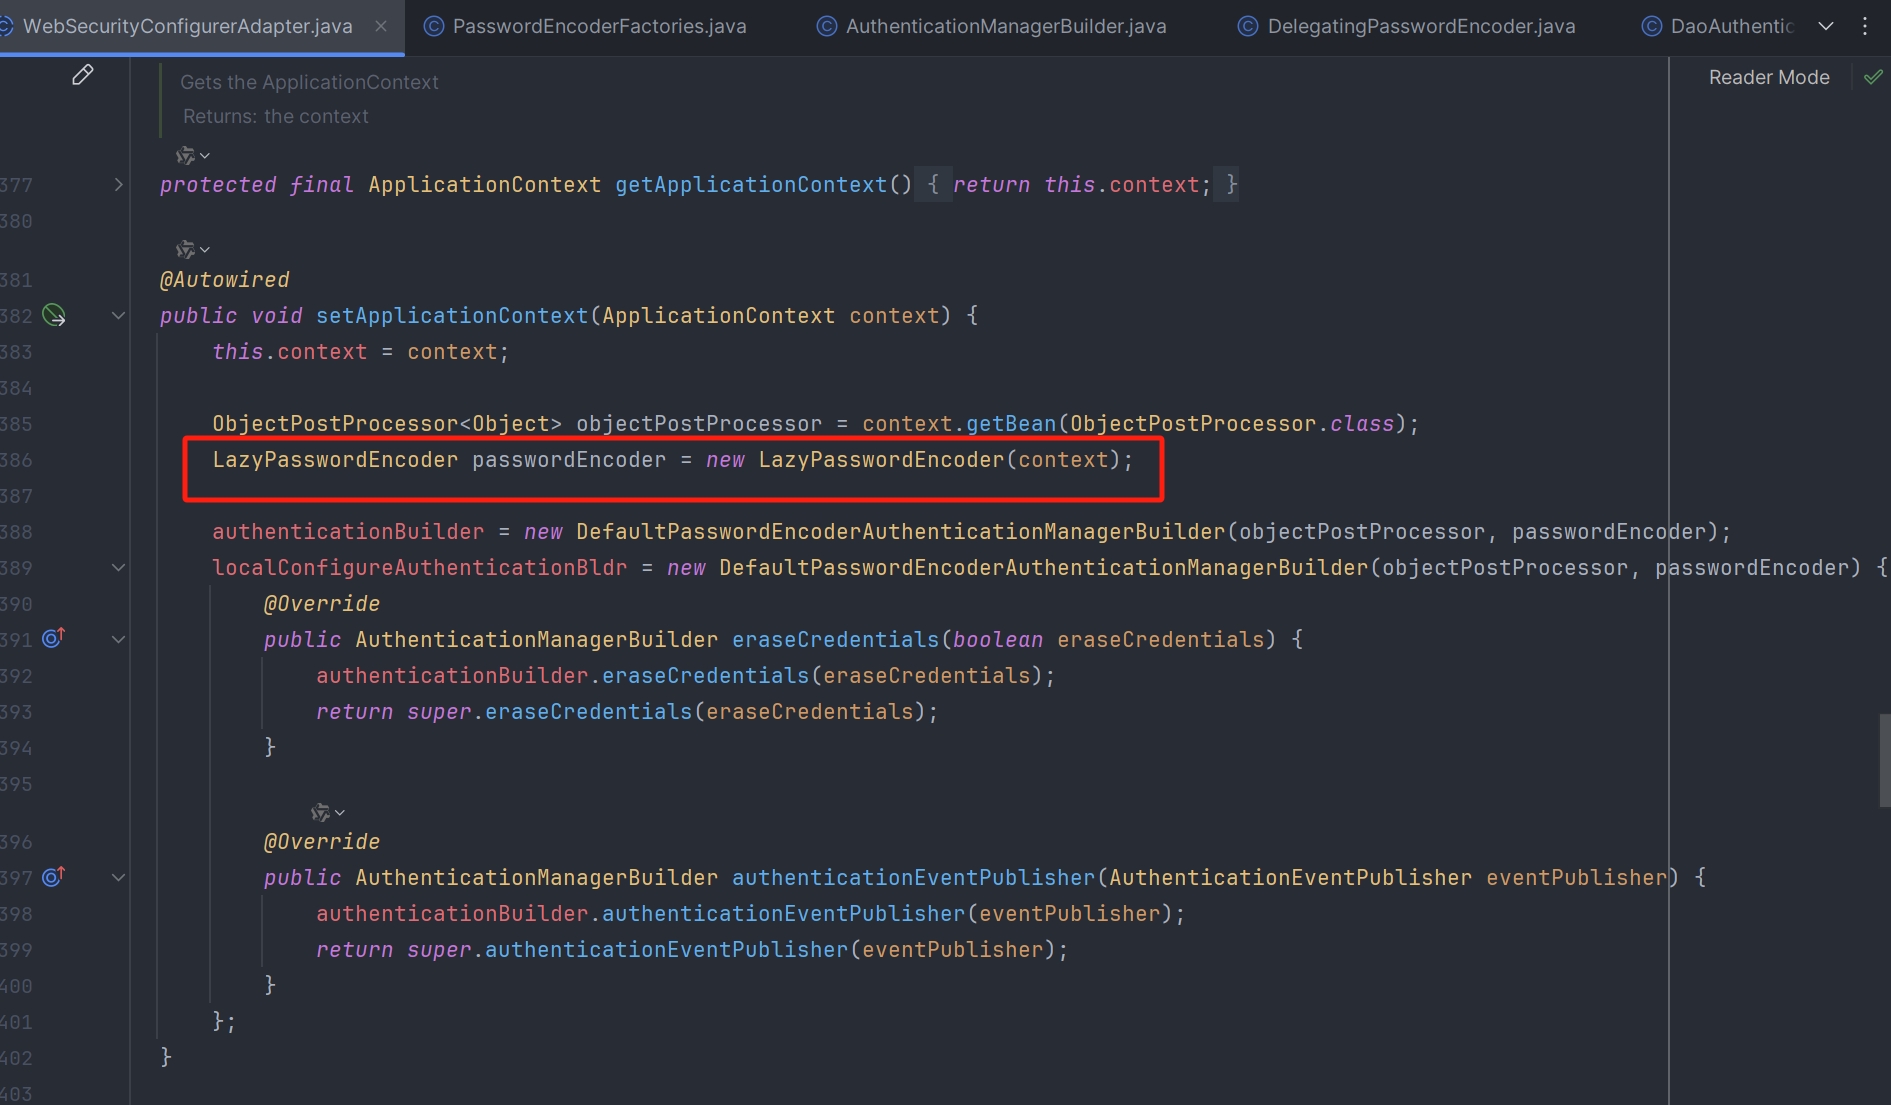 WebSecurityConfigurerAdapter.java PasswordEncoderFactories.java AuthenticationManagerBuilder.java DelegatingPasswordEncoder.java DaoAuthentic
Reader Mode
Gets the ApplicationContext
Returns: the context
377 protected final ApplicationContext getApplicationContext() { return this.context; }
380
381 @Autowired
382 public void setApplicationContext(ApplicationContext context) {
383 this.context = context;
384
385 ObjectPostProcessor<Object> objectPostProcessor = context.getBean(ObjectPostProcessor.class);
386 LazyPasswordEncoder passwordEncoder = new LazyPasswordEncoder(context);
387
388 authenticationBuilder = new DefaultPasswordEncoderAuthenticationManagerBuilder(objectPostProcessor, passwordEncoder);
389 localConfigureAuthenticationBldr = new DefaultPasswordEncoderAuthenticationManagerBuilder(objectPostProcessor, passwordEncoder) {
390 @Override
391 public AuthenticationManagerBuilder eraseCredentials(boolean eraseCredentials) {
392 authenticationBuilder.eraseCredentials(eraseCredentials);
393 return super.eraseCredentials(eraseCredentials);
394 }
395
396 @Override
397 public AuthenticationManagerBuilder authenticationEventPublisher(AuthenticationEventPublisher eventPublisher) {
398 authenticationBuilder.authenticationEventPublisher(eventPublisher);
399 return super.authenticationEventPublisher(eventPublisher);
400 }
401 };
402 }
403